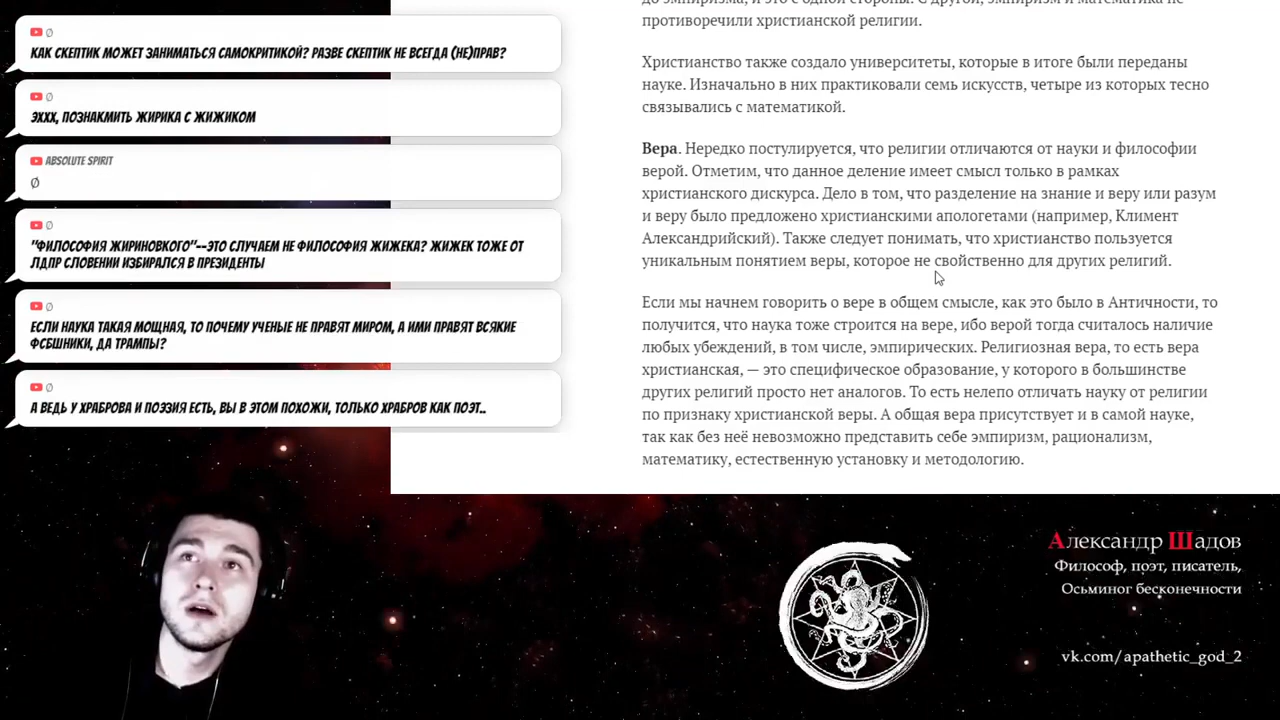 Ø
КАК СКЕПТИК МОЖЕТ ЗАНИМАТЬСЯ САМОКРИТИКОЙ? РАЗВЕ СКЕПТИК НЕ ВСЕГДА (НЕ)ПРАВ?
Ø
ЭХХХ, ПОЗНАКМИТЬ ЖИРИКА С ЖИЖИКОМ
ABSOLUTE SPIRIT
Ø
Ø
"ФИЛОСОФИЯ ЖИРИНОВКОГО"--ЭТО СЛУЧАЕМ НЕ ФИЛОСОФИЯ ЖИЖЕКА? ЖИЖЕК ТОЖЕ ОТ
ЛДПР СЛОВЕНИИ ИЗБИРАЛСЯ В ПРЕЗИДЕНТЫ
Ø
ЕСЛИ НАУКА ТАКАЯ МОЩНАЯ, ТО ПОЧЕМУ УЧЕНЫЕ НЕ ПРАВЯТ МИРОМ, А ИМИ ПРАВЯТ ВСЯКИЕ
ФСБШНИКИ, ДА ТРАМПЫ?
Ø
А ВЕДЬ У ХРАБРОВА И ПОЭЗИЯ ЕСТЬ, ВЫ В ЭТОМ ПОХОЖИ, ТОЛЬКО ХРАБРОВ КАК ПОЭТ..
до эмпиризма, и это с одной стороны. С другой, эмпиризм и математика не
противоречили христианской религии.
Христианство также создало университеты, которые в итоге были переданы
науке. Изначально в них практиковали семь искусств, четыре из которых тесно
связывались с математикой.
Вера. Нередко постулируется, что религии отличаются от науки и философии
верой. Отметим, что данное деление имеет смысл только в рамках
христианского дискурса. Дело в том, что разделение на знание и веру или разум
и веру было предложено христианскими апологетами (например, Климент
Александрийский). Также следует понимать, что христианство пользуется
уникальным понятием веры, которое не свойственно для других религий.
Если мы начнем говорить о вере в общем смысле, как это было в Античности, то
получится, что наука тоже строится на вере, ибо верой тогда считалось наличие
любых убеждений, в том числе, эмпирических. Религиозная вера, то есть вера
христианская, — это специфическое образование, у которого в большинстве
других религий просто нет аналогов. То есть нелепо отличать науку от религии
по признаку христианской веры. А общая вера присутствует и в самой науке,
так как без неё невозможно представить себе эмпиризм, рационализм,
математику, естественную установку и методологию.
Александр Шадов
Философ, поэт, писатель,
Осьминог бесконечности
vk.com/apathetic_god_2